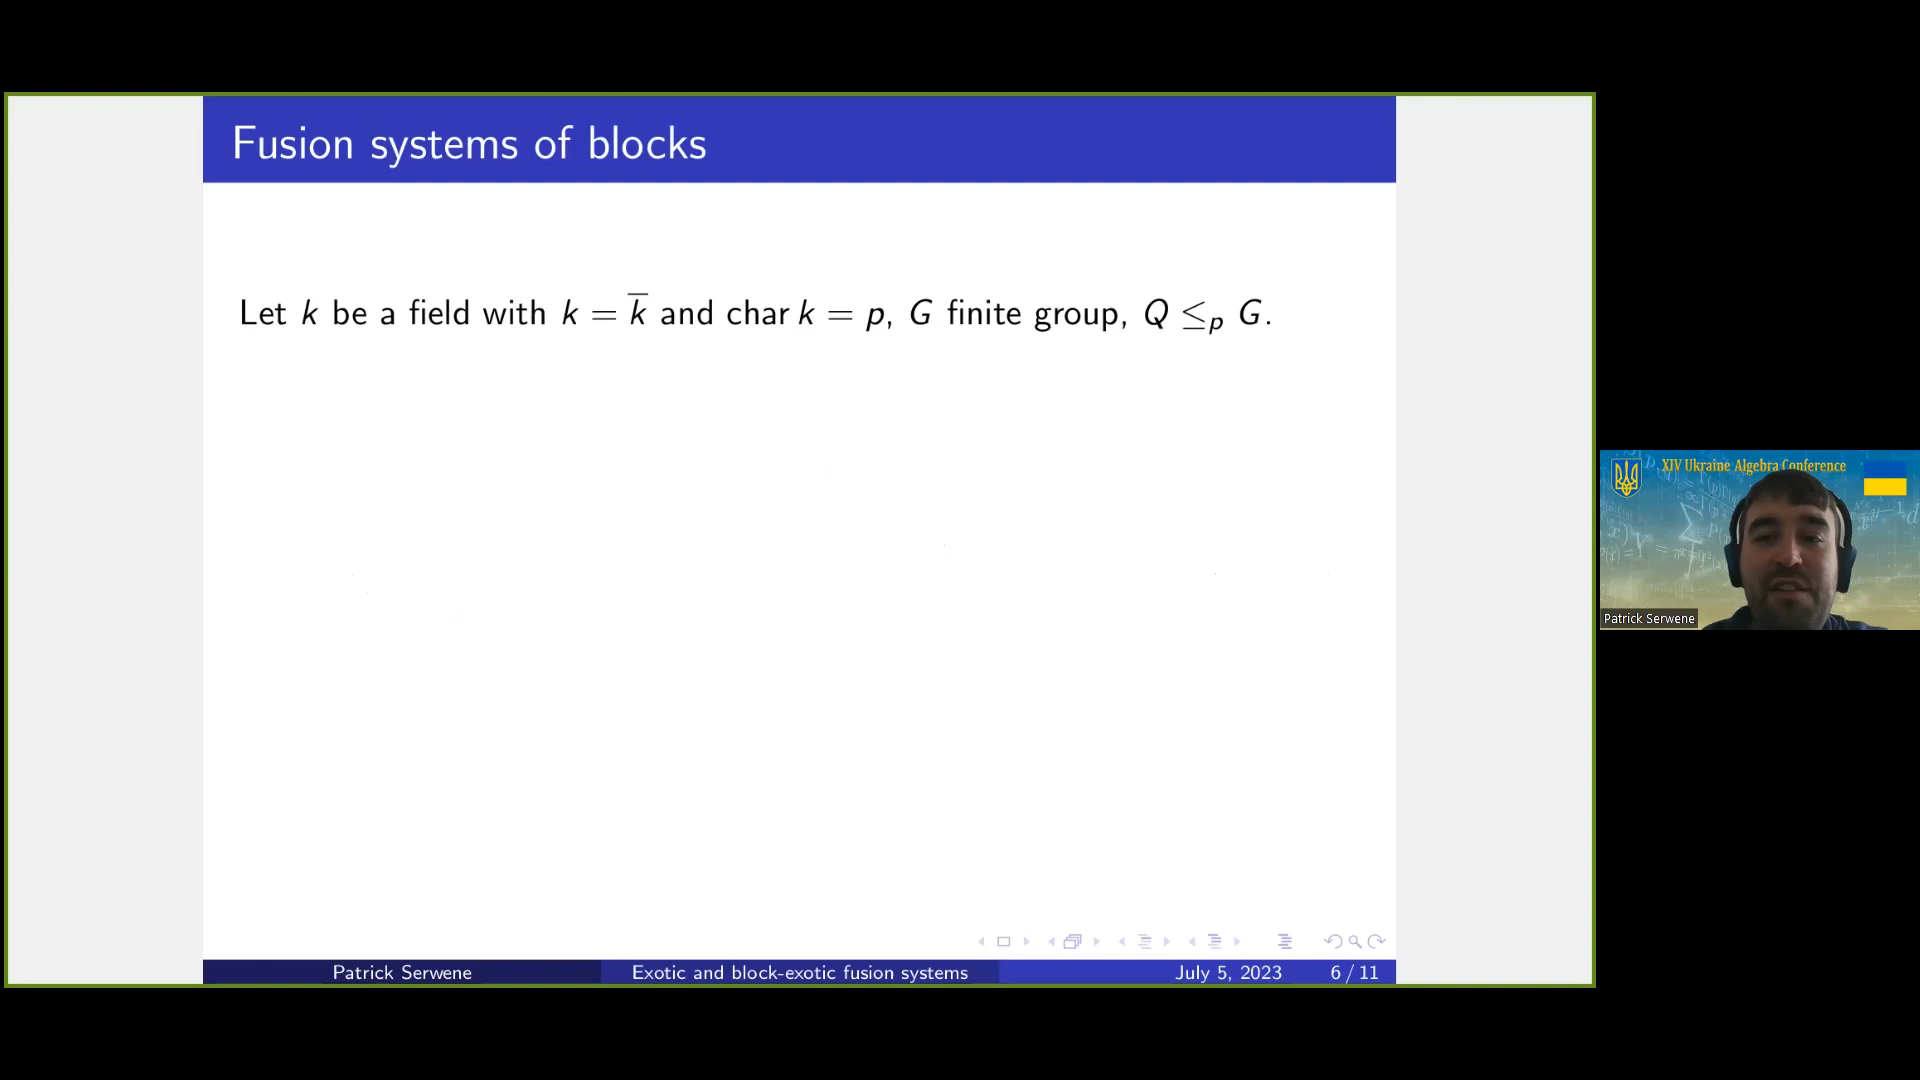 Fusion systems of blocks
Let k be a field with k = k̅ and char k = p, G finite group, Q ≤ₚ G.
XIV Ukraine Algebra Conference
Patrick Serwene
Patrick Serwene Exotic and block-exotic fusion systems July 5, 2023 6 / 11